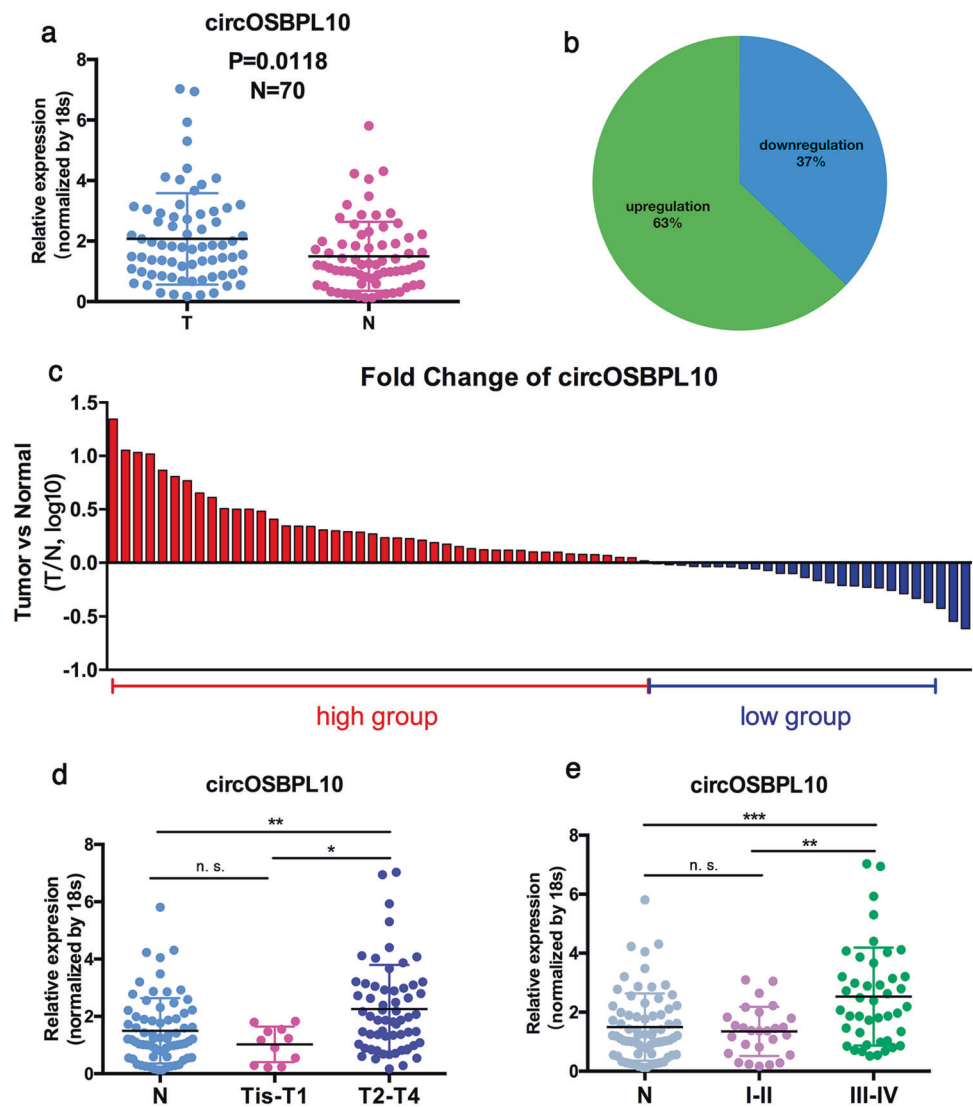 a
circOSBPL10
P=0.0118
N=70
Relative expression
(normalized by 18s)
8
6
4
2
0
T
N
b
downregulation
37%
upregulation
63%
c
Fold Change of circOSBPL10
Tumor vs Normal
(T/N, log10)
1.5
1.0
0.5
0.0
-0.5
-1.0
high group
low group
d
circOSBPL10
Relative expression
(normalized by 18s)
8
6
4
2
0
**
*
n. s.
N
Tis-T1
T2-T4
e
circOSBPL10
Relative expression
(normalized by 18s)
8
6
4
2
0
***
**
n. s.
N
I-II
III-IV